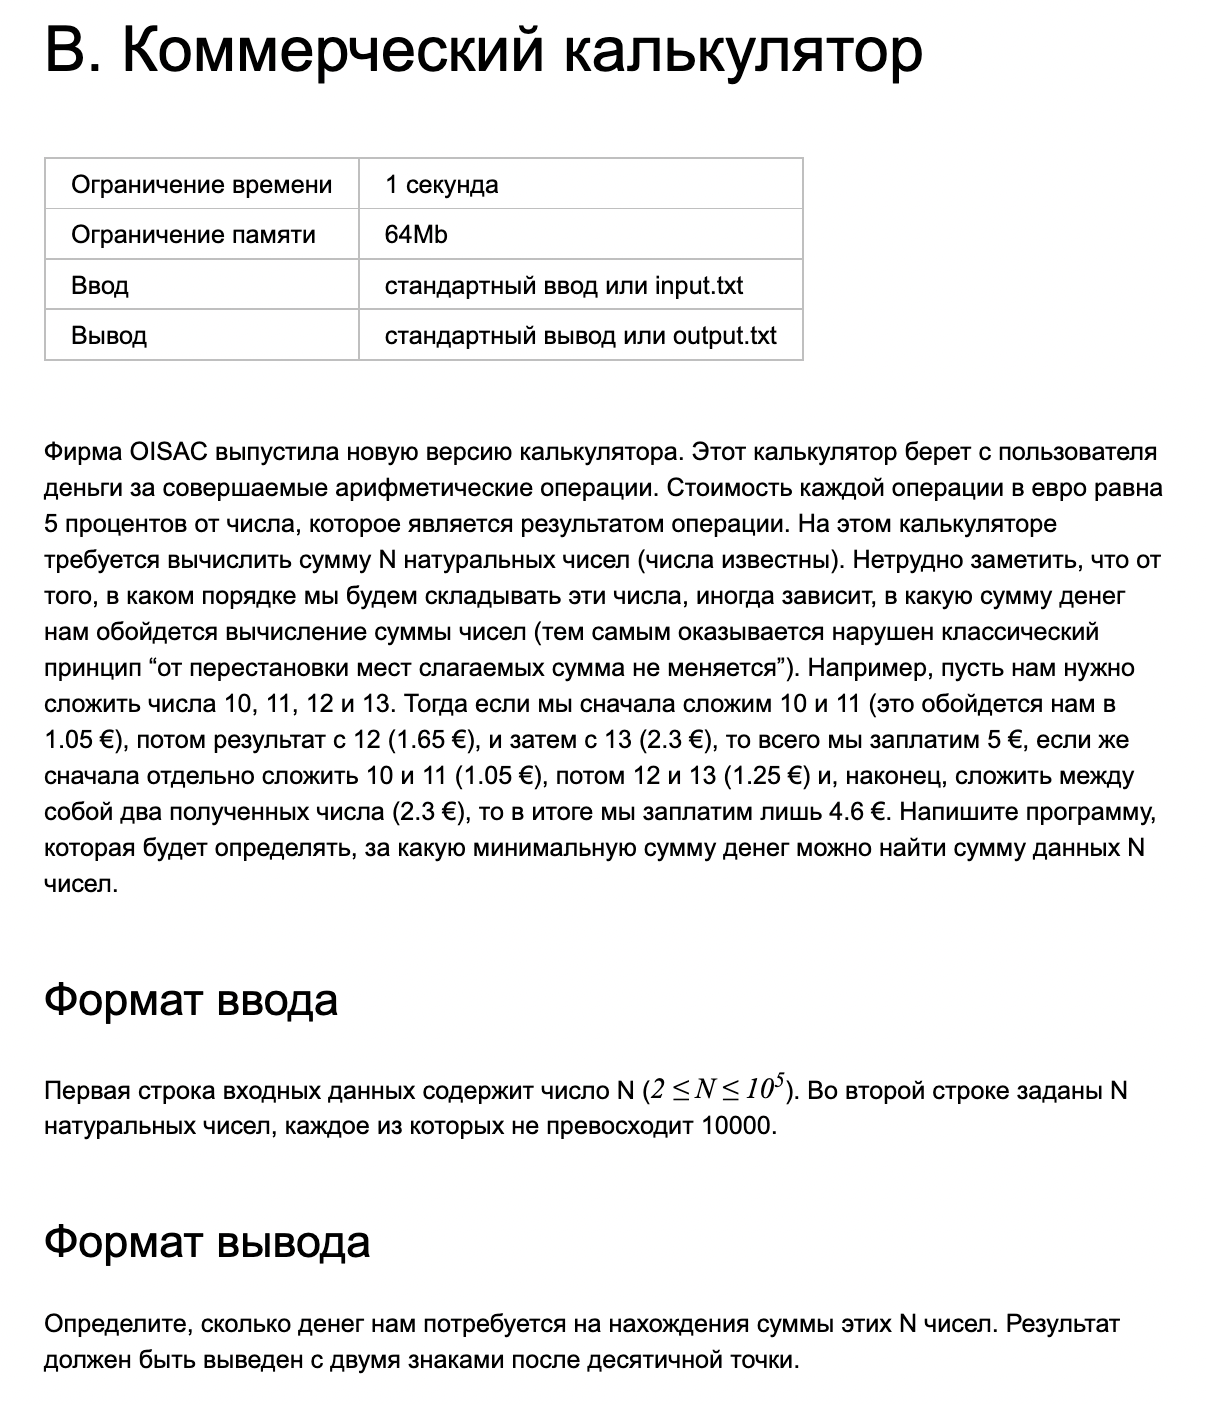 В. Коммерческий калькулятор
Ограничение времени 1 секунда
Ограничение памяти 64Mb
Ввод стандартный ввод или input.txt
Вывод стандартный вывод или output.txt
Фирма OISAC выпустила новую версию калькулятора. Этот калькулятор берет с пользователя
деньги за совершаемые арифметические операции. Стоимость каждой операции в евро равна
5 процентов от числа, которое является результатом операции. На этом калькуляторе
требуется вычислить сумму N натуральных чисел (числа известны). Нетрудно заметить, что от
того, в каком порядке мы будем складывать эти числа, иногда зависит, в какую сумму денег
нам обойдется вычисление суммы чисел (тем самым оказывается нарушен классический
принцип “от перестановки мест слагаемых сумма не меняется”). Например, пусть нам нужно
сложить числа 10, 11, 12 и 13. Тогда если мы сначала сложим 10 и 11 (это обойдется нам в
1.05 €), потом результат с 12 (1.65 €), и затем с 13 (2.3 €), то всего мы заплатим 5 €, если же
сначала отдельно сложить 10 и 11 (1.05 €), потом 12 и 13 (1.25 €) и, наконец, сложить между
собой два полученных числа (2.3 €), то в итоге мы заплатим лишь 4.6 €. Напишите программу,
которая будет определять, за какую минимальную сумму денег можно найти сумму данных N
чисел.
Формат ввода
Первая строка входных данных содержит число N (2 ≤ N ≤ 10⁵). Во второй строке заданы N
натуральных чисел, каждое из которых не превосходит 10000.
Формат вывода
Определите, сколько денег нам потребуется на нахождения суммы этих N чисел. Результат
должен быть выведен с двумя знаками после десятичной точки.